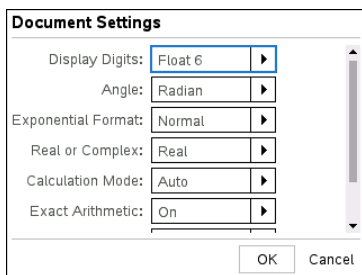 Document Settings
Display Digits: Float 6
Angle: Radian
Exponential Format: Normal
Real or Complex: Real
Calculation Mode: Auto
Exact Arithmetic: On
OK Cancel